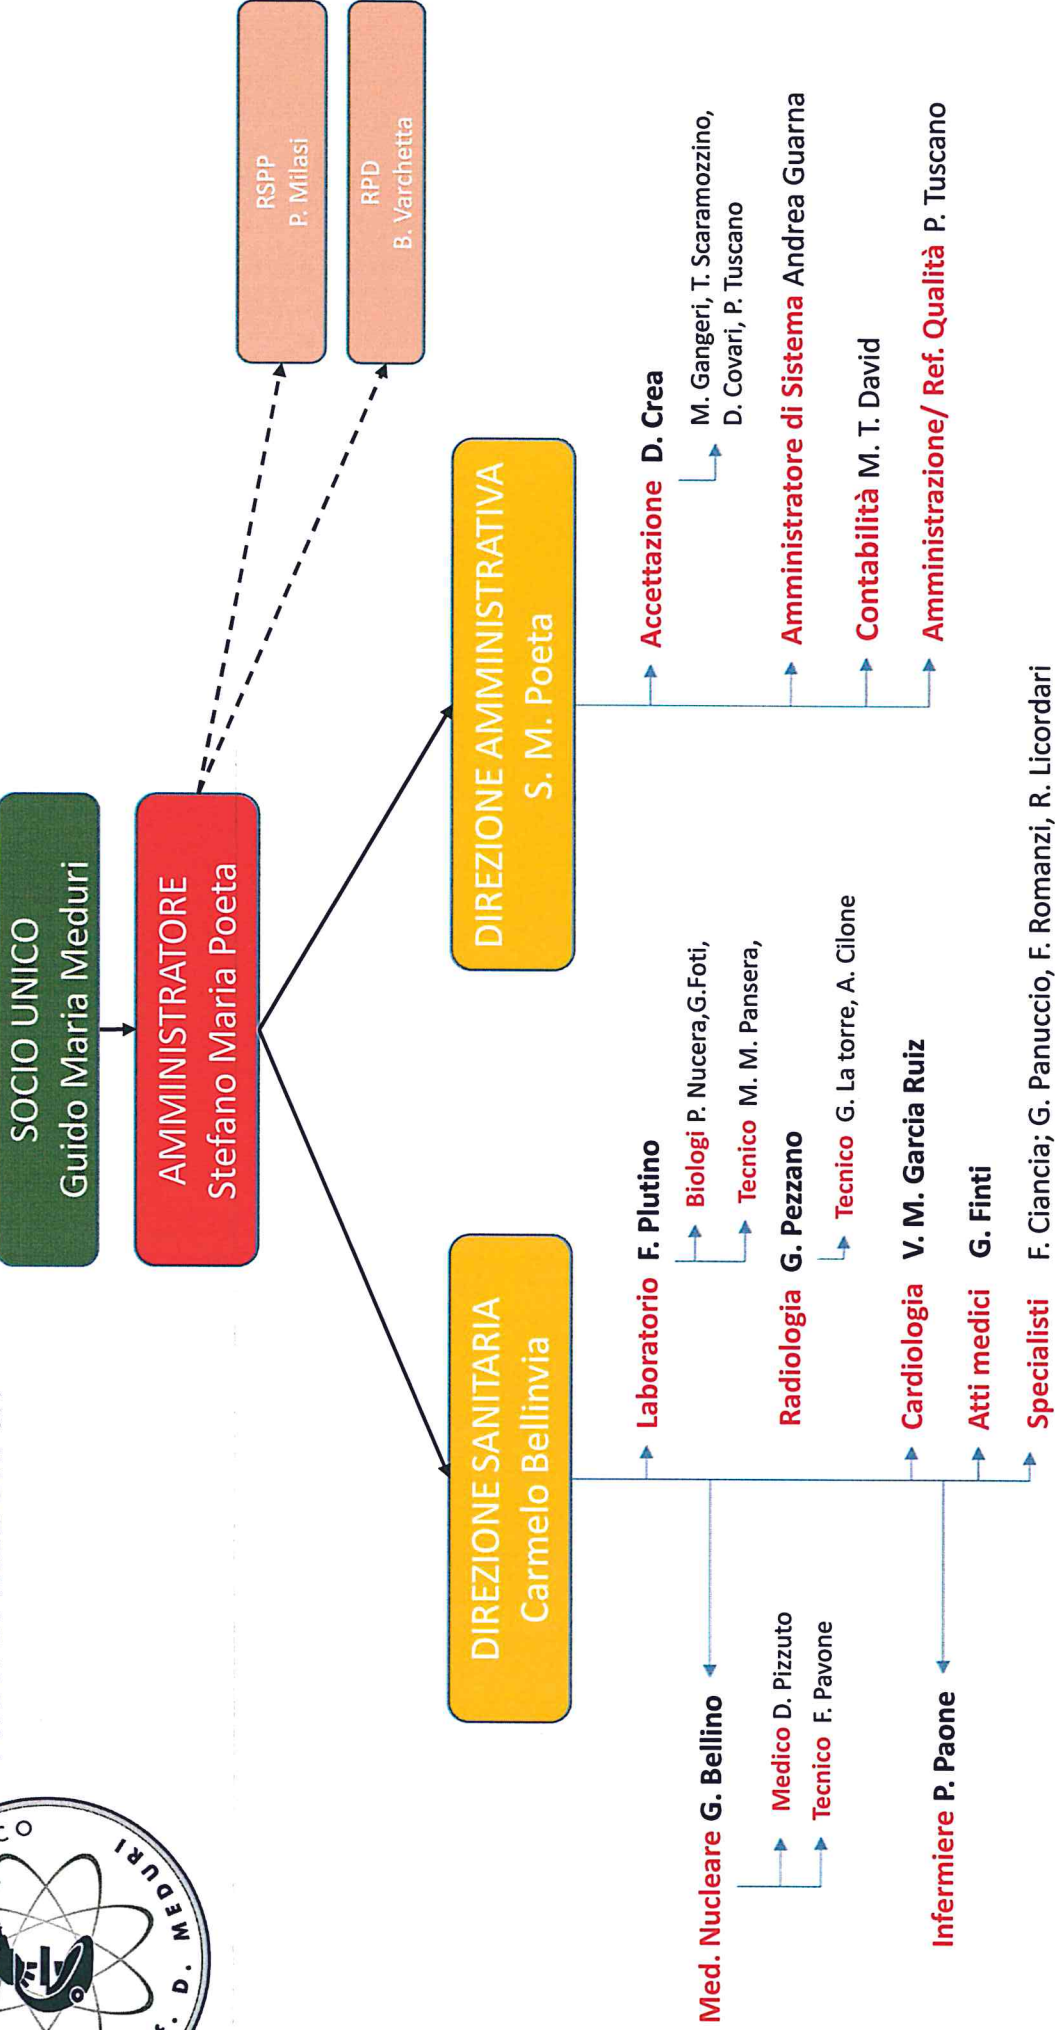 SOCIO UNICO
Guido Maria Meduri
AMMINISTRATORE
Stefano Maria Poeta
RSPP
P. Milasi
RPD
B. Varchetta
DIREZIONE SANITARIA
Carmelo Bellinvia
DIREZIONE AMMINISTRATIVA
S. M. Poeta
Laboratorio F. Plutino
Biologi P. Nucera,G.Foti,
Tecnico M. M. Pansera,
Med. Nucleare G. Bellino
Medico D. Pizzuto
Tecnico F. Pavone
Radiologia G. Pezzano
Tecnico G. La torre, A. Cilone
Cardiologia V. M. Garcia Ruiz
Infermiere P. Paone
Atti medici G. Finti
Specialisti F. Ciancia; G. Panuccio, F. Romanzi, R. Licordari
Accettazione D. Crea
M. Gangeri, T. Scaramozzino,
D. Covari, P. Tuscano
Amministratore di Sistema Andrea Guarna
Contabilità M. T. David
Amministrazione/ Ref. Qualità P. Tuscano
D. MEDURI